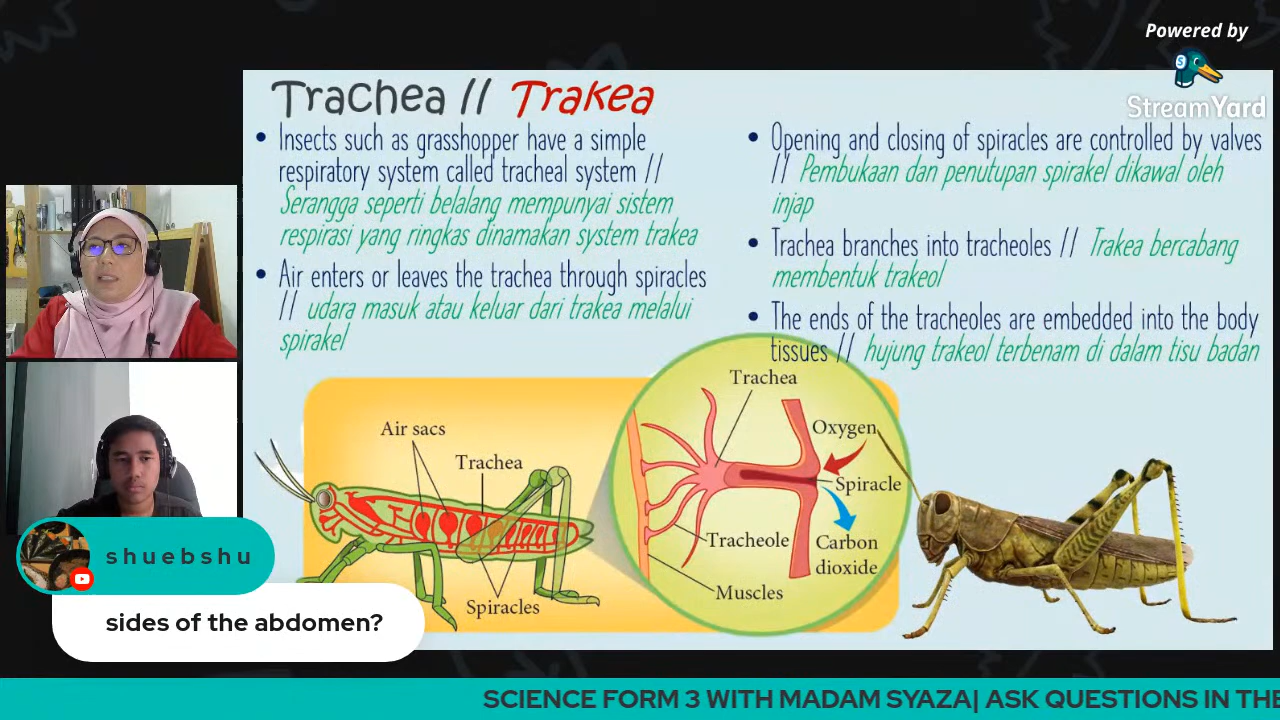 Powered by
StreamYard
Trachea // Trakea
• Insects such as grasshopper have a simple
respiratory system called tracheal system //
Serangga seperti belalang mempunyai sistem
respirasi yang ringkas dinamakan system trakea
• Air enters or leaves the trachea through spiracles
// udara masuk atau keluar dari trakea melalui
spirakel
• Opening and closing of spiracles are controlled by valves
// Pembukaan dan penutupan spirakel dikawal oleh
injap
• Trachea branches into tracheoles // Trakea bercabang
membentuk trakeol
• The ends of the tracheoles are embedded into the body
tissues // hujung trakeol terbenam di dalam tisu badan
Air sacs
Trachea
Spiracles
Trachea
Oxygen
Spiracle
Tracheole
Carbon
dioxide
Muscles
s h u e b s h u
sides of the abdomen?
SCIENCE FORM 3 WITH MADAM SYAZA| ASK QUESTIONS IN THE